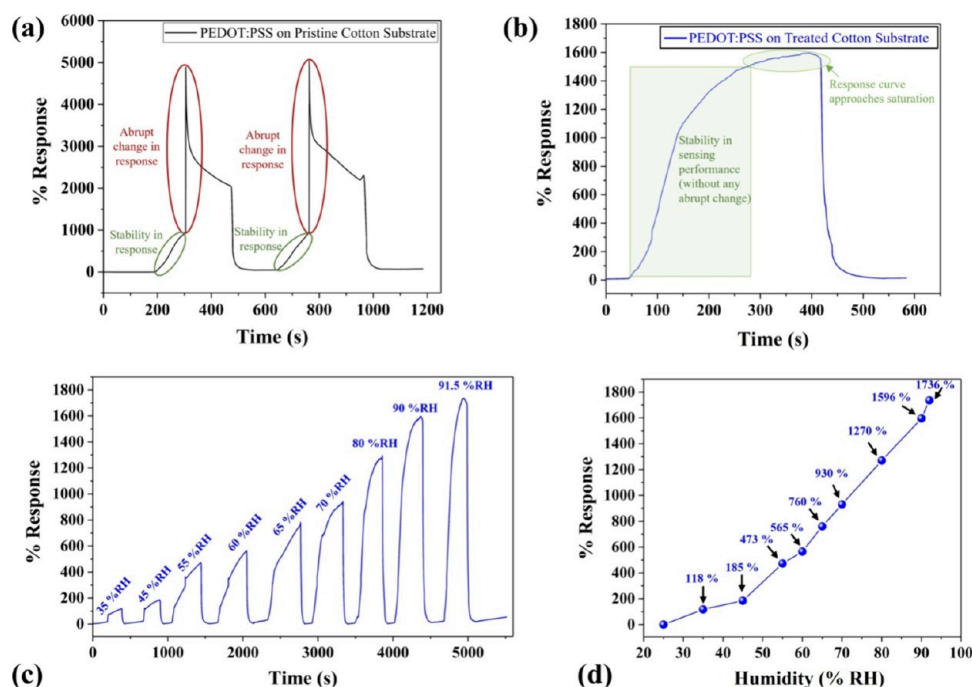 (a)
PEDOT:PSS on Pristine Cotton Substrate
6000
5000
4000
3000
2000
1000
0
% Response
Abrupt
change in
response
Abrupt
change in
response
Stability in
response
Stability in
response
0
200
400
600
800
1000
1200
Time (s)
(b)
PEDOT:PSS on Treated Cotton Substrate
1800
1600
1400
1200
1000
800
600
400
200
0
% Response
Response curve
approaches saturation
Stability in
sensing
performance
(without any
abrupt change)
0
100
200
300
400
500
600
Time (s)
1800
1600
1400
1200
1000
800
600
400
200
0
% Response
35 %RH
45 %RH
55 %RH
60 %RH
65 %RH
70 %RH
80 %RH
90 %RH
91.5 %RH
0
1000
2000
3000
4000
5000
Time (s)
(c)
1800
1600
1400
1200
1000
800
600
400
200
0
% Response
118 %
185 %
473 %
565 %
760 %
930 %
1270 %
1596 %
1736 %
20
30
40
50
60
70
80
90
100
Humidity (% RH)
(d)